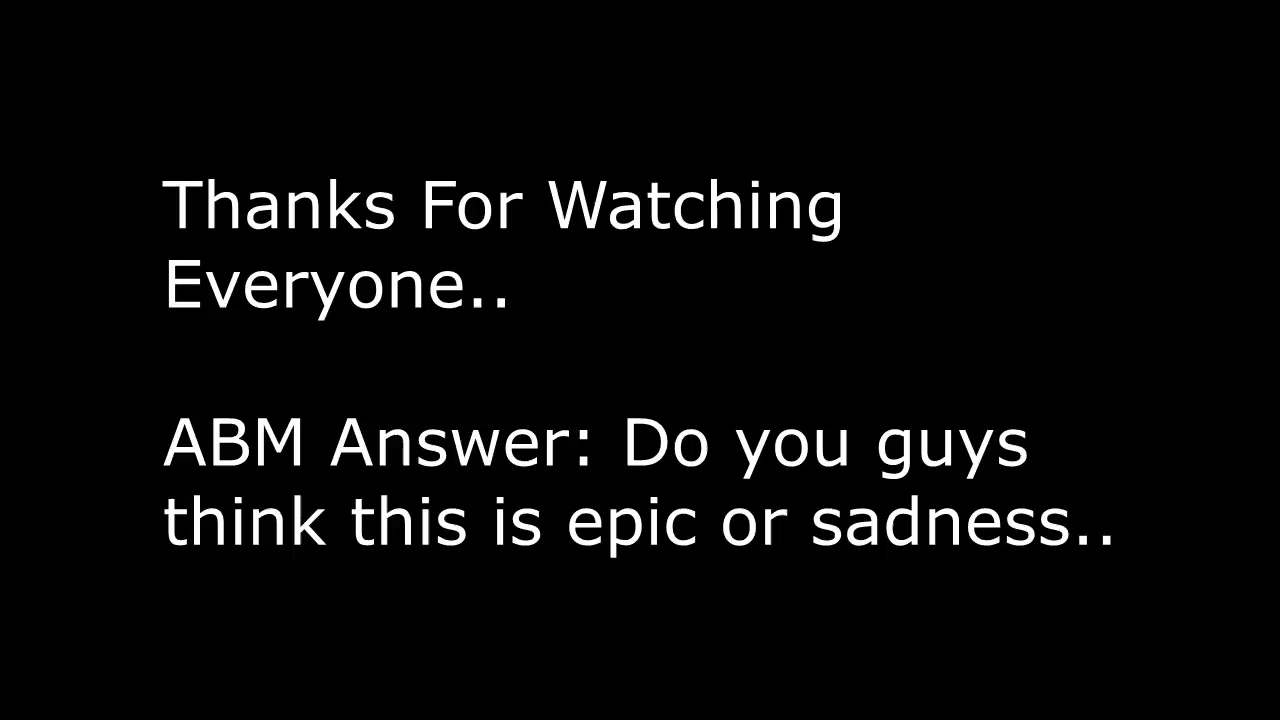 Thanks For Watching
Everyone..
ABM Answer: Do you guys
think this is epic or sadness..